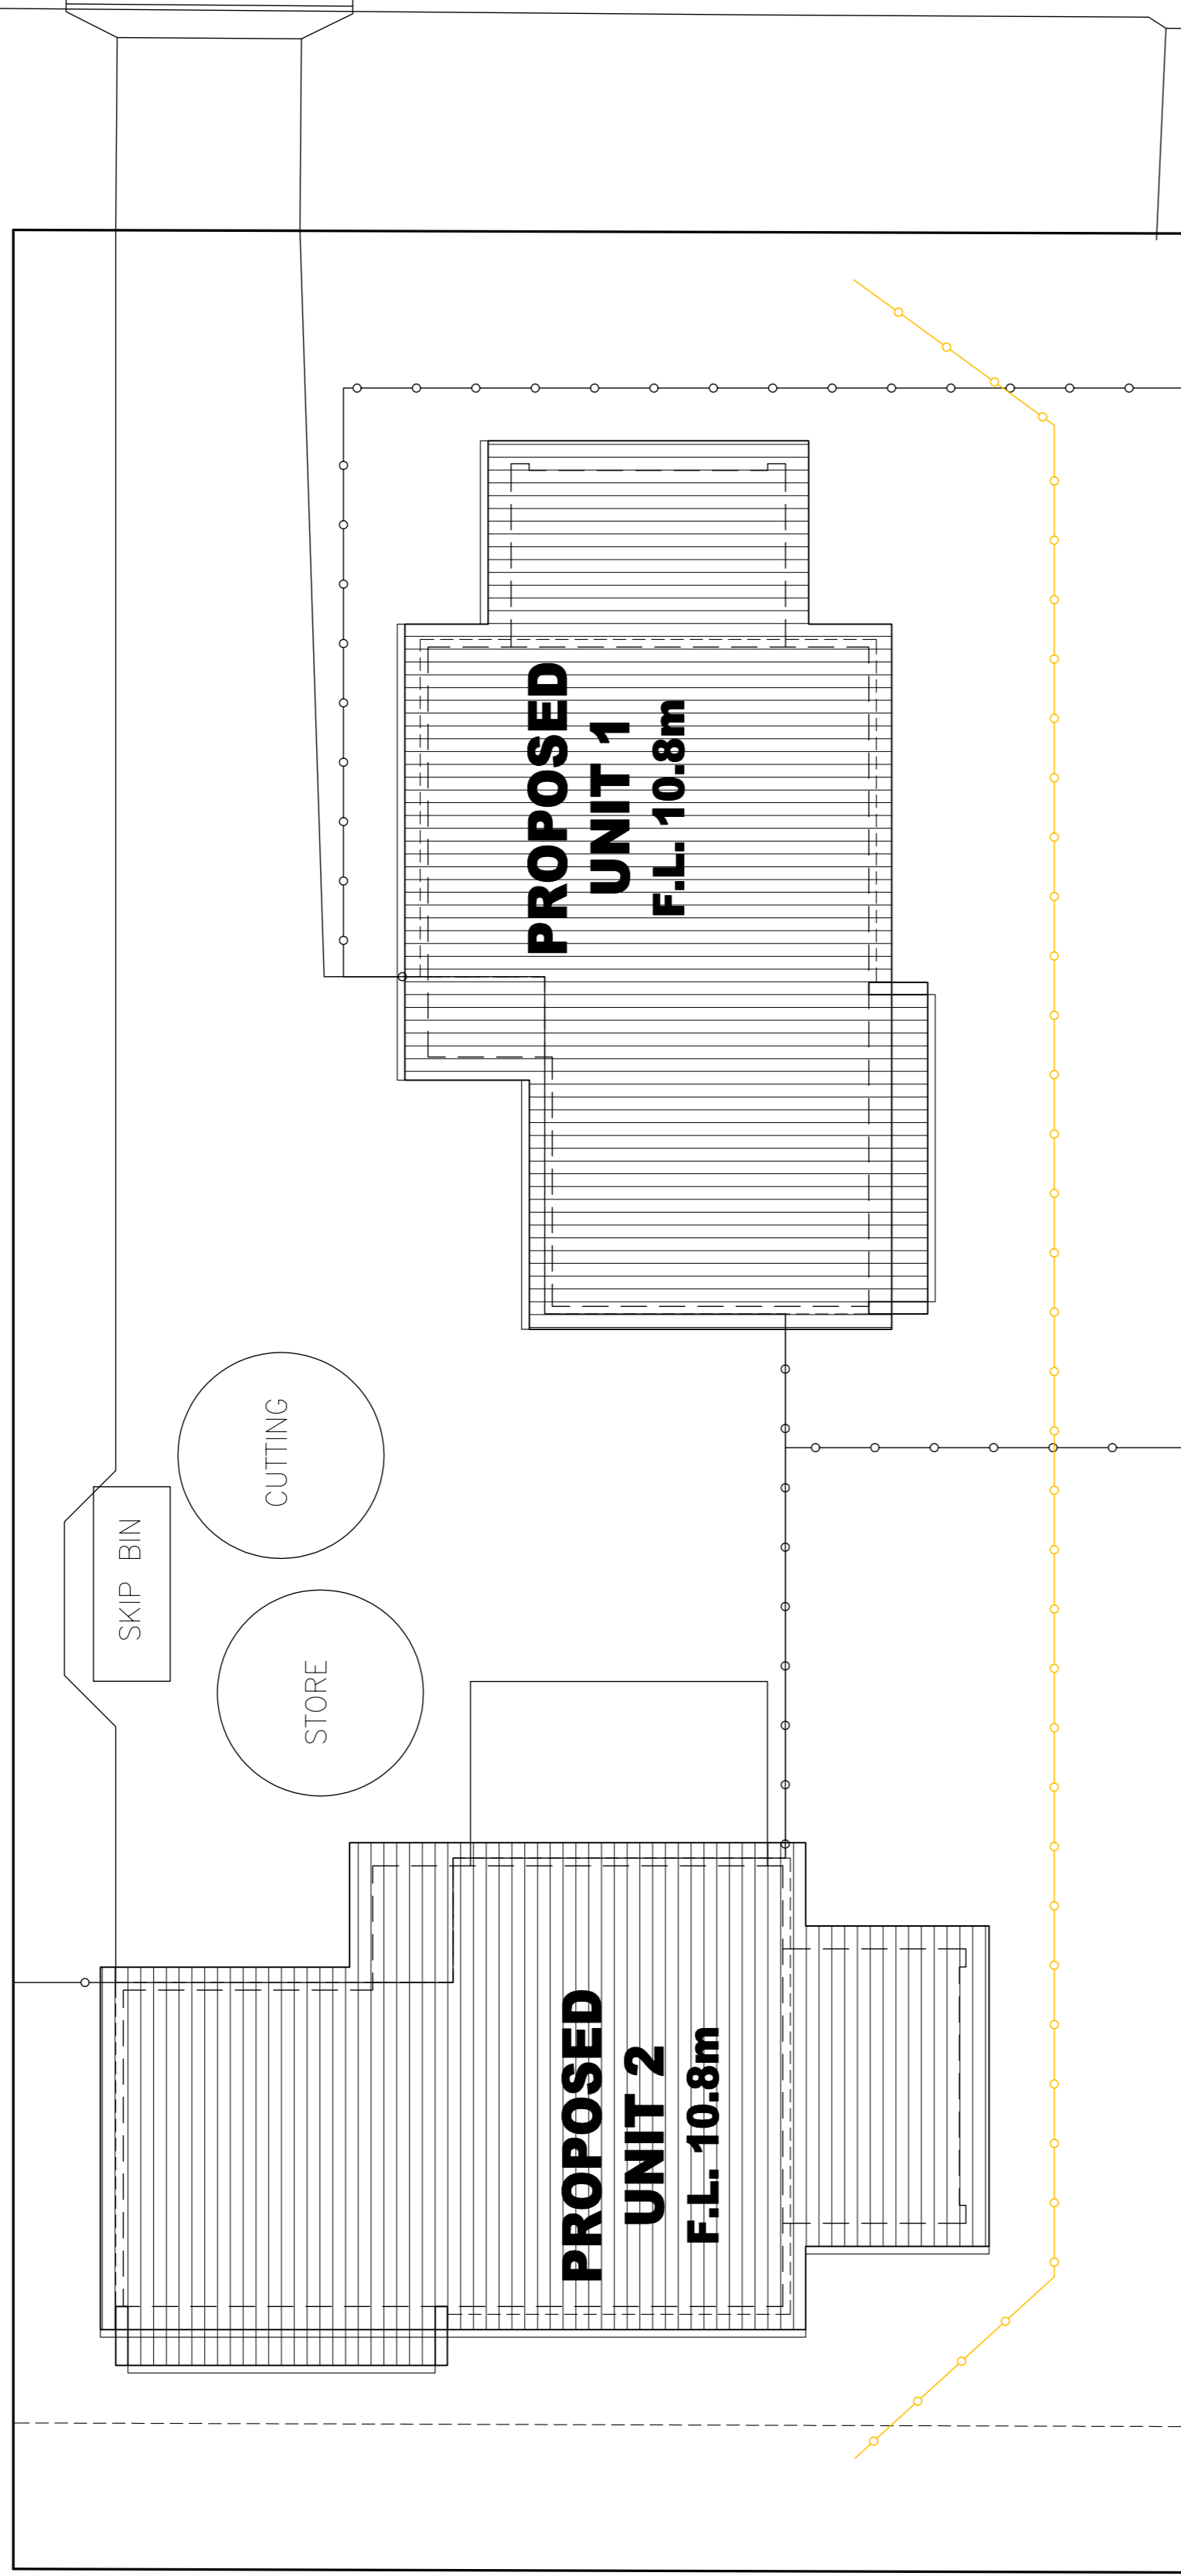 PROPOSED
UNIT 1
F.L. 10.8m
CUTTING
SKIP BIN
STORE
PROPOSED
UNIT 2
F.L. 10.8m